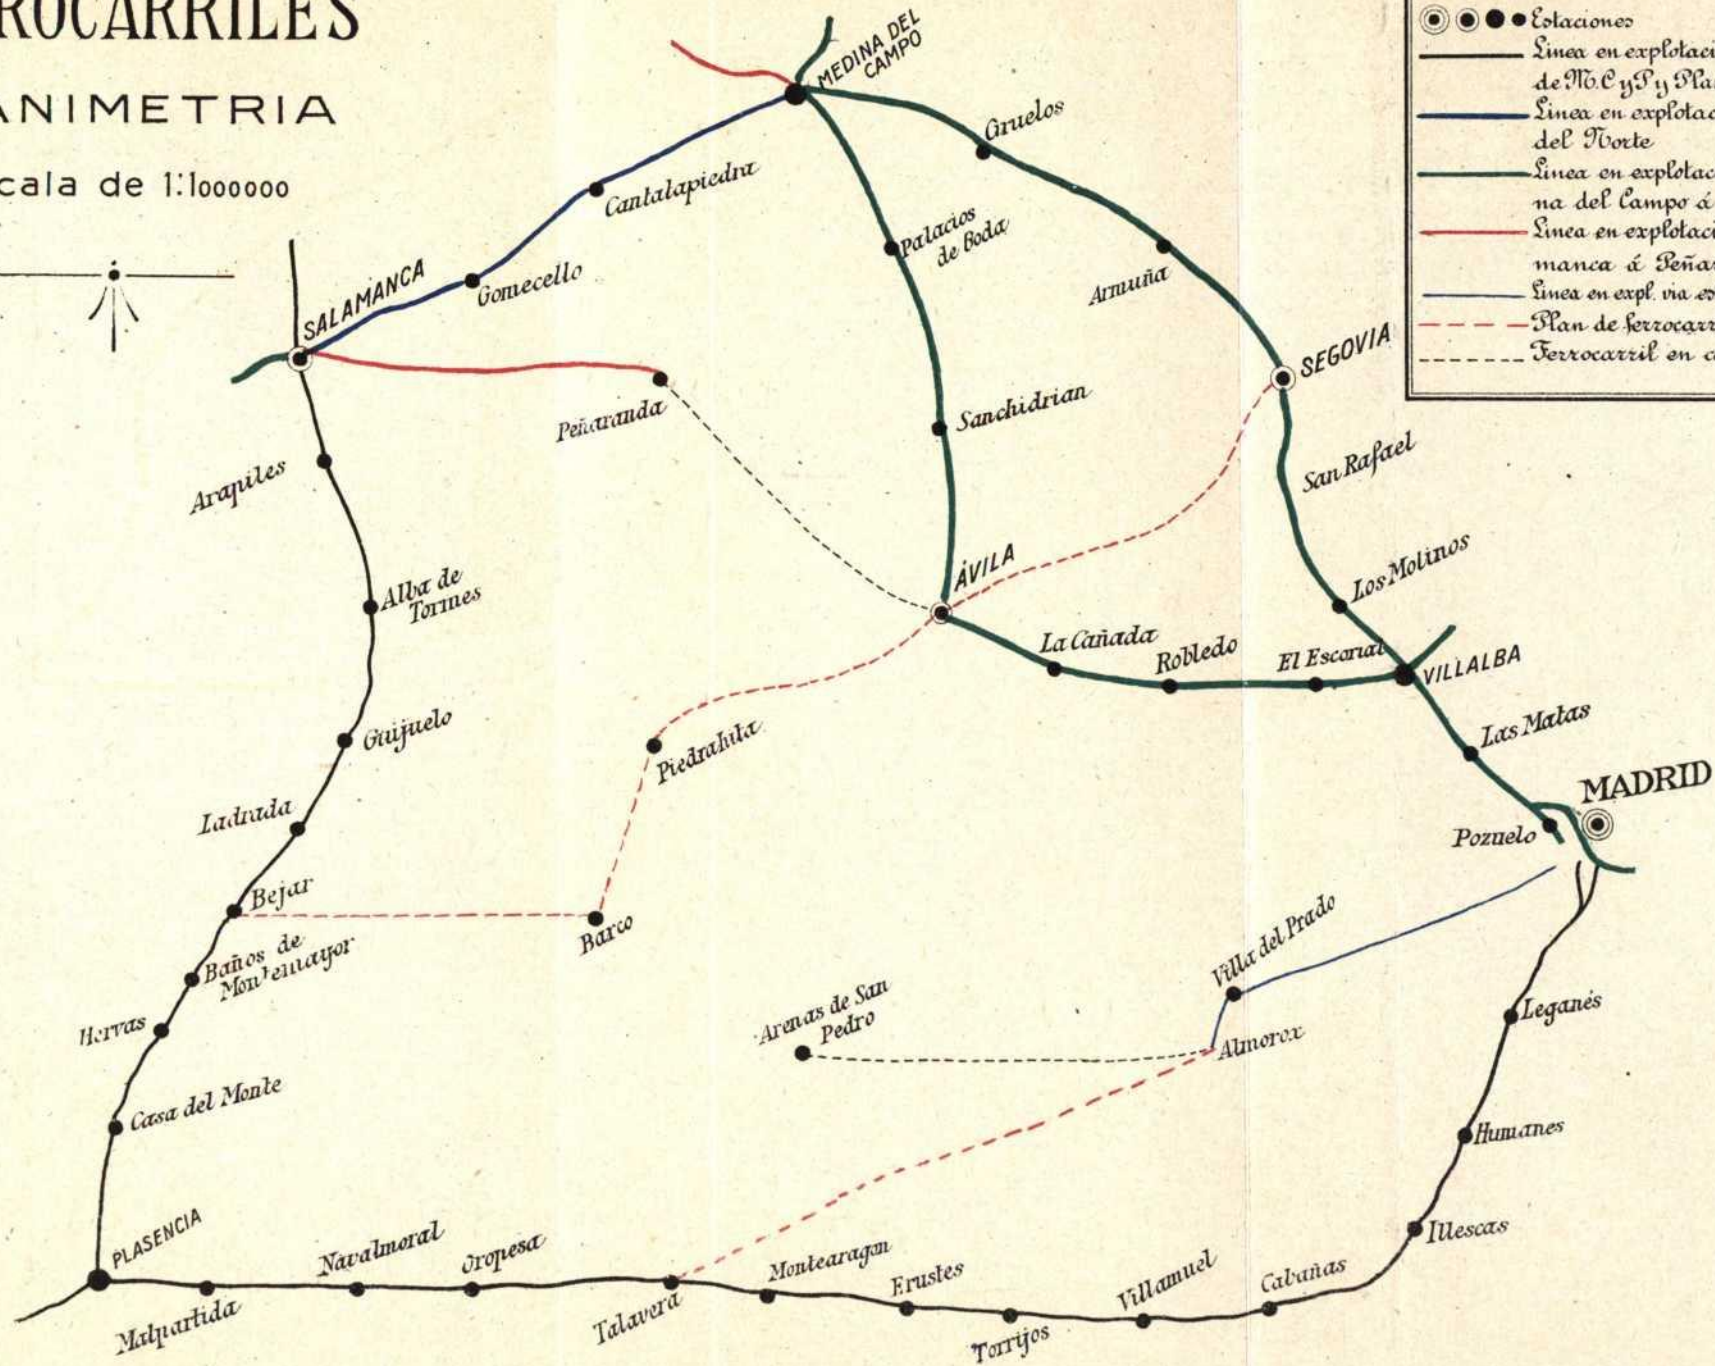 ROCARRILES
ANIMETRIA
cala de 1:1000000
Estaciones
Linea en explotaci
de M.C y P y Pla
Linea en explotac
del Norte
Linea en explotac
na del Campo á
Linea en explotaci
manca á Peñar
Linea en expl. via es
Plan de ferrocarr
Ferrocarril en c
MEDINA DEL
CAMPO
Gruelos
Cantalapiedra
Palacios
de Goda
Armuña
Gomecello
SALAMANCA
SEGOVIA
Peñaranda
Sanchidrian
San Rafael
Arapiles
Alba de
Tormes
ÁVILA
Los Molinos
La Cañada
Robledo
El Escorial
VILLALBA
Guijuelo
Piedrahita
Las Matas
MADRID
Ladrada
Pozuelo
Bejar
Barco
Baños de
Montemayor
Villa del Prado
Arenas de San
Pedro
Almorox
Leganés
Hervas
Casa del Monte
Humanes
PLASENCIA
Illescas
Malpartida
Navalmoral
Oropesa
Talavera
Montearagon
Erustes
Torrijos
Villamuel
Cabañas